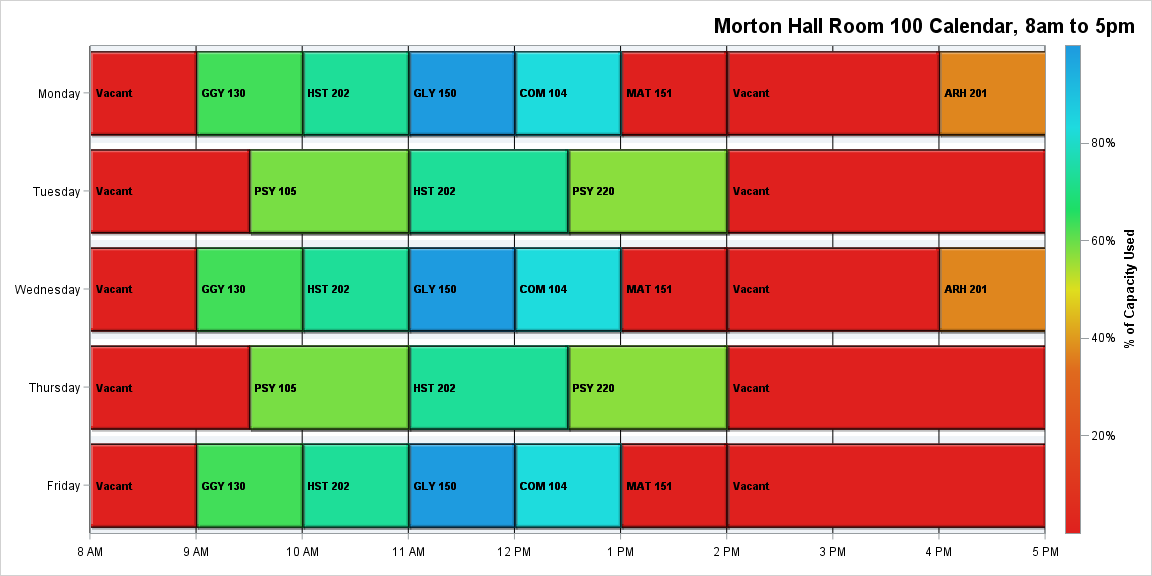 Morton Hall Room 100 Calendar, 8am to 5pm
Monday
Vacant
GGY 130
HST 202
GLY 150
COM 104
MAT 151
Vacant
ARH 201
Tuesday
Vacant
PSY 105
HST 202
PSY 220
Vacant
Wednesday
Vacant
GGY 130
HST 202
GLY 150
COM 104
MAT 151
Vacant
ARH 201
Thursday
Vacant
PSY 105
HST 202
PSY 220
Vacant
Friday
Vacant
GGY 130
HST 202
GLY 150
COM 104
MAT 151
Vacant
8 AM
9 AM
10 AM
11 AM
12 PM
1 PM
2 PM
3 PM
4 PM
5 PM
80%
60%
40%
20%
% of Capacity Used